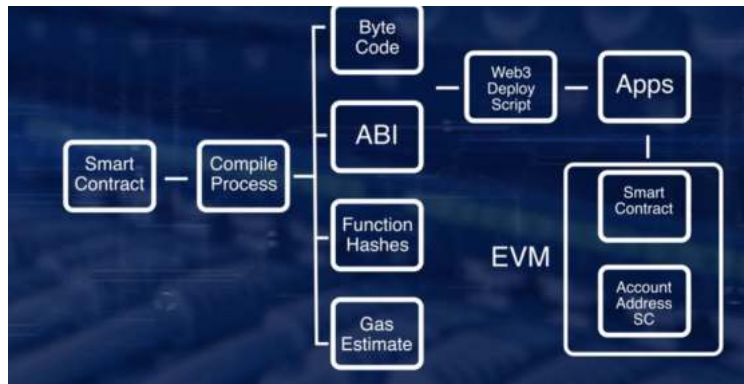 Byte
Code
Web3
Deploy
Script
Apps
ABI
Smart
Contract
Compile
Process
Smart
Contract
Function
Hashes
EVM
Account
Address
SC
Gas
Estimate